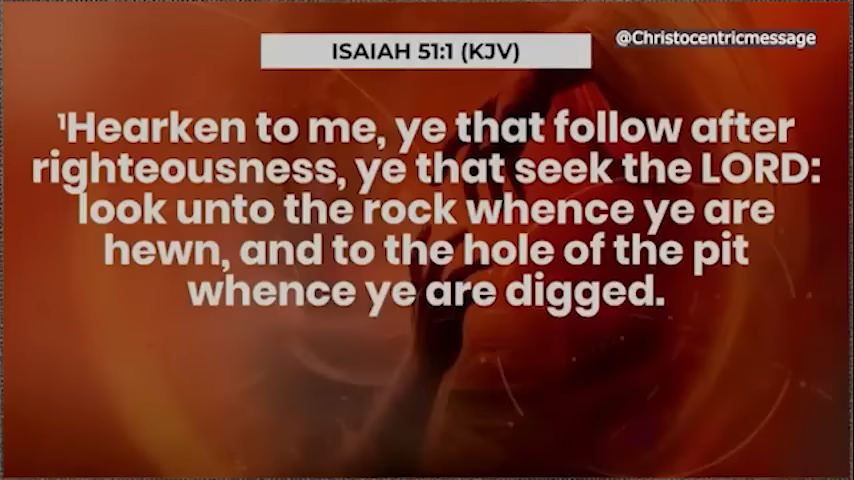 ISAIAH 51:1 (KJV)
@Christocentricmessage
¹Hearken to me, ye that follow after
righteousness, ye that seek the LORD:
look unto the rock whence ye are
hewn, and to the hole of the pit
whence ye are digged.